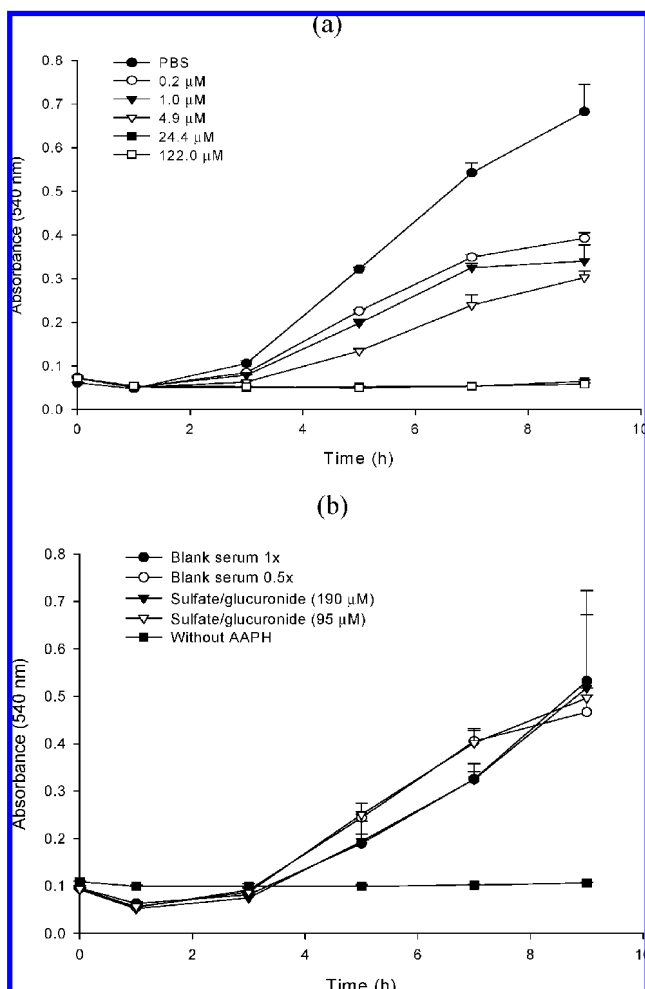 (a)
PBS
0.2 μM
1.0 μM
4.9 μM
24.4 μM
122.0 μM
Absorbance (540 nm)
0.8
0.7
0.6
0.5
0.4
0.3
0.2
0.1
0.0
0 2 4 6 8 10
Time (h)
(b)
Blank serum 1x
Blank serum 0.5x
Sulfate/glucuronide (190 μM)
Sulfate/glucuronide (95 μM)
Without AAPH
Absorbance (540 nm)
0.8
0.7
0.6
0.5
0.4
0.3
0.2
0.1
0.0
0 2 4 6 8 10
Time (h)